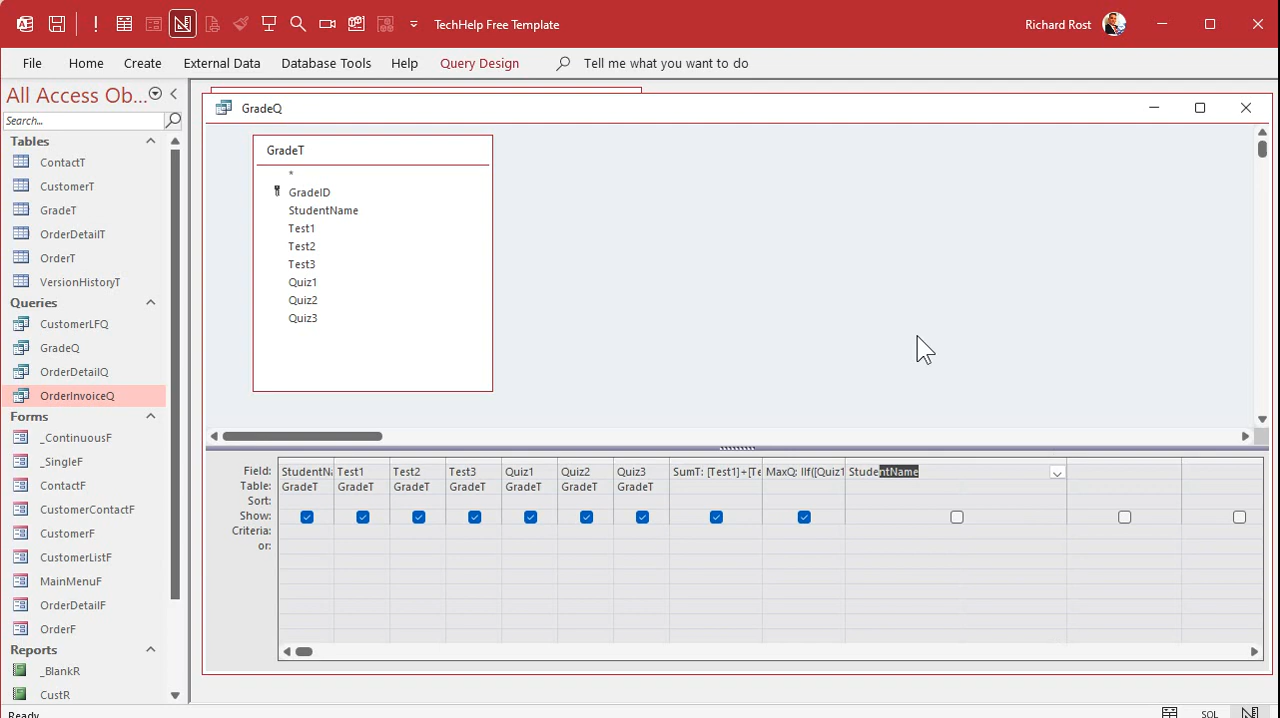 TechHelp Free Template
Richard Rost
File Home Create External Data Database Tools Help Query Design Tell me what you want to do
All Access Ob...
Search...
Tables
ContactT
CustomerT
GradeT
OrderDetailT
OrderT
VersionHistoryT
Queries
CustomerLFQ
GradeQ
OrderDetailQ
OrderInvoiceQ
Forms
_ContinuousF
_SingleF
ContactF
CustomerContactF
CustomerF
CustomerListF
MainMenuF
OrderDetailF
OrderF
Reports
_BlankR
CustR
Ready
GradeQ
GradeT
*
GradeID
StudentName
Test1
Test2
Test3
Quiz1
Quiz2
Quiz3
Field: StudentNa Test1 Test2 Test3 Quiz1 Quiz2 Quiz3 SumT: [Test1]+[Te MaxQ: IIf([Quiz1 StudentName
Table: GradeT GradeT GradeT GradeT GradeT GradeT GradeT
Sort:
Show:
Criteria:
or:
SQL